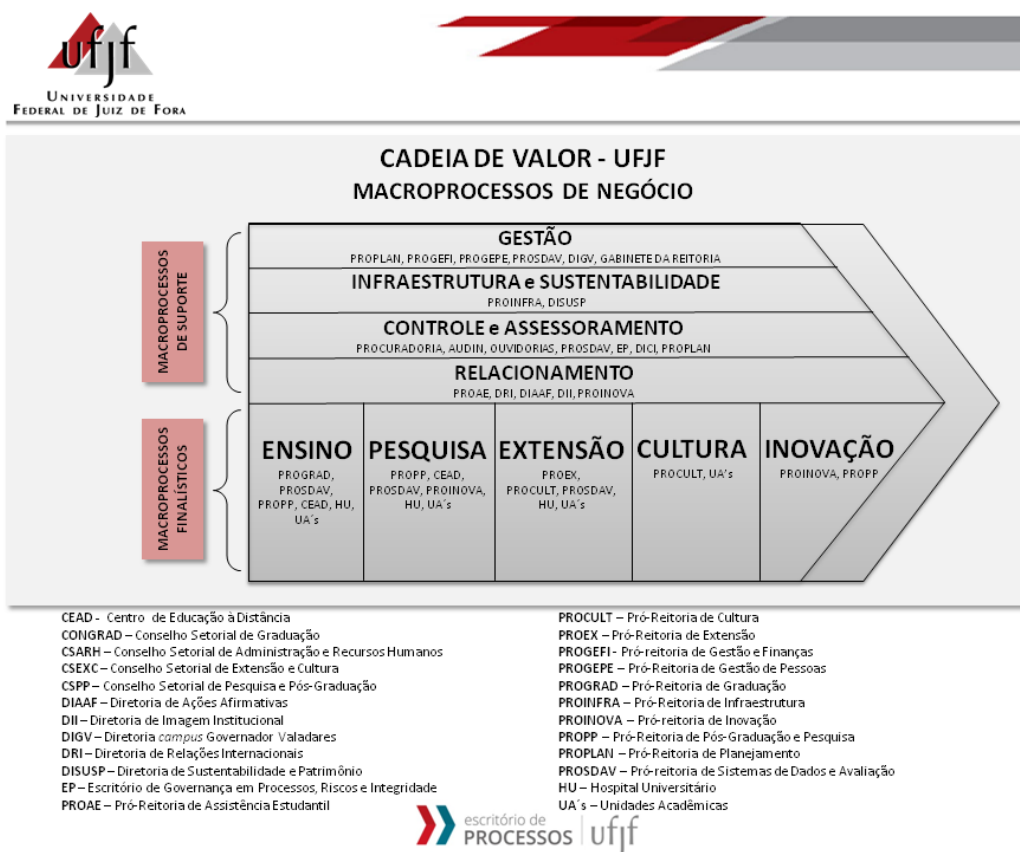 ufjf
UNIVERSIDADE
FEDERAL DE JUIZ DE FORA
CADEIA DE VALOR - UFJF
MACROPROCESSOS DE NEGÓCIO
MACROPROCESSOS
DE SUPORTE
GESTÃO
PROPLAN, PROGEFI, PROGEPE, PROSDAV, DIGV, GABINETE DA REITORIA
INFRAESTRUTURA e SUSTENTABILIDADE
PROINFRA, DISUSP
CONTROLE e ASSESSORAMENTO
PROCURADORIA, AUDIN, OUVIDORIAS, PROSDAV, EP, DICI, PROPLAN
RELACIONAMENTO
PROAE, DRI, DIAAF, DII, PROINOVA
MACROPROCESSOS
FINALÍSTICOS
ENSINO
PROGRAD,
PROSDAV,
PROPP, CEAD, HU,
UA´s
PESQUISA
PROPP, CEAD,
PROSDAV, PROINOVA,
HU, UA´s
EXTENSÃO
PROEX,
PROCULT, PROSDAV,
HU, UA´s
CULTURA
PROCULT, UA's
INOVAÇÃO
PROINOVA, PROPP
CEAD - Centro de Educação à Distância
CONGRAD – Conselho Setorial de Graduação
CSARH – Conselho Setorial de Administração e Recursos Humanos
CSEXC – Conselho Setorial de Extensão e Cultura
CSPP – Conselho Setorial de Pesquisa e Pós-Graduação
DIAAF – Diretoria de Ações Afirmativas
DII – Diretoria de Imagem Institucional
DIGV – Diretoria campus Governador Valadares
DRI – Diretoria de Relações Internacionais
DISUSP – Diretoria de Sustentabilidade e Patrimônio
EP – Escritório de Governança em Processos, Riscos e Integridade
PROAE – Pró-Reitoria de Assistência Estudantil
PROCULT – Pró-Reitoria de Cultura
PROEX – Pró-Reitoria de Extensão
PROGEFI - Pró-reitoria de Gestão e Finanças
PROGEPE – Pró-Reitoria de Gestão de Pessoas
PROGRAD – Pró-Reitoria de Graduação
PROINFRA – Pró-Reitoria de Infraestrutura
PROINOVA – Pró-reitoria de Inovação
PROPP – Pró-Reitoria de Pós-Graduação e Pesquisa
PROPLAN – Pró-Reitoria de Planejamento
PROSDAV – Pró-reitoria de Sistemas de Dados e Avaliação
HU – Hospital Universitário
UA´s – Unidades Acadêmicas
escritório de
PROCESSOS ufjf